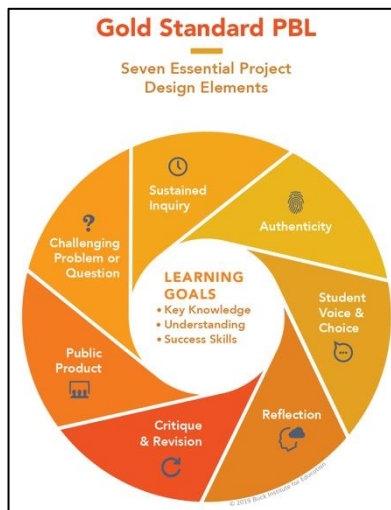 Gold Standard PBL
Seven Essential Project
Design Elements
Challenging
Problem or
Question
Sustained
Inquiry
Authenticity
Student
Voice &
Choice
Reflection
Critique
& Revision
Public
Product
LEARNING
GOALS
• Key Knowledge
• Understanding
• Success Skills
© 2015 Buck Institute for Education